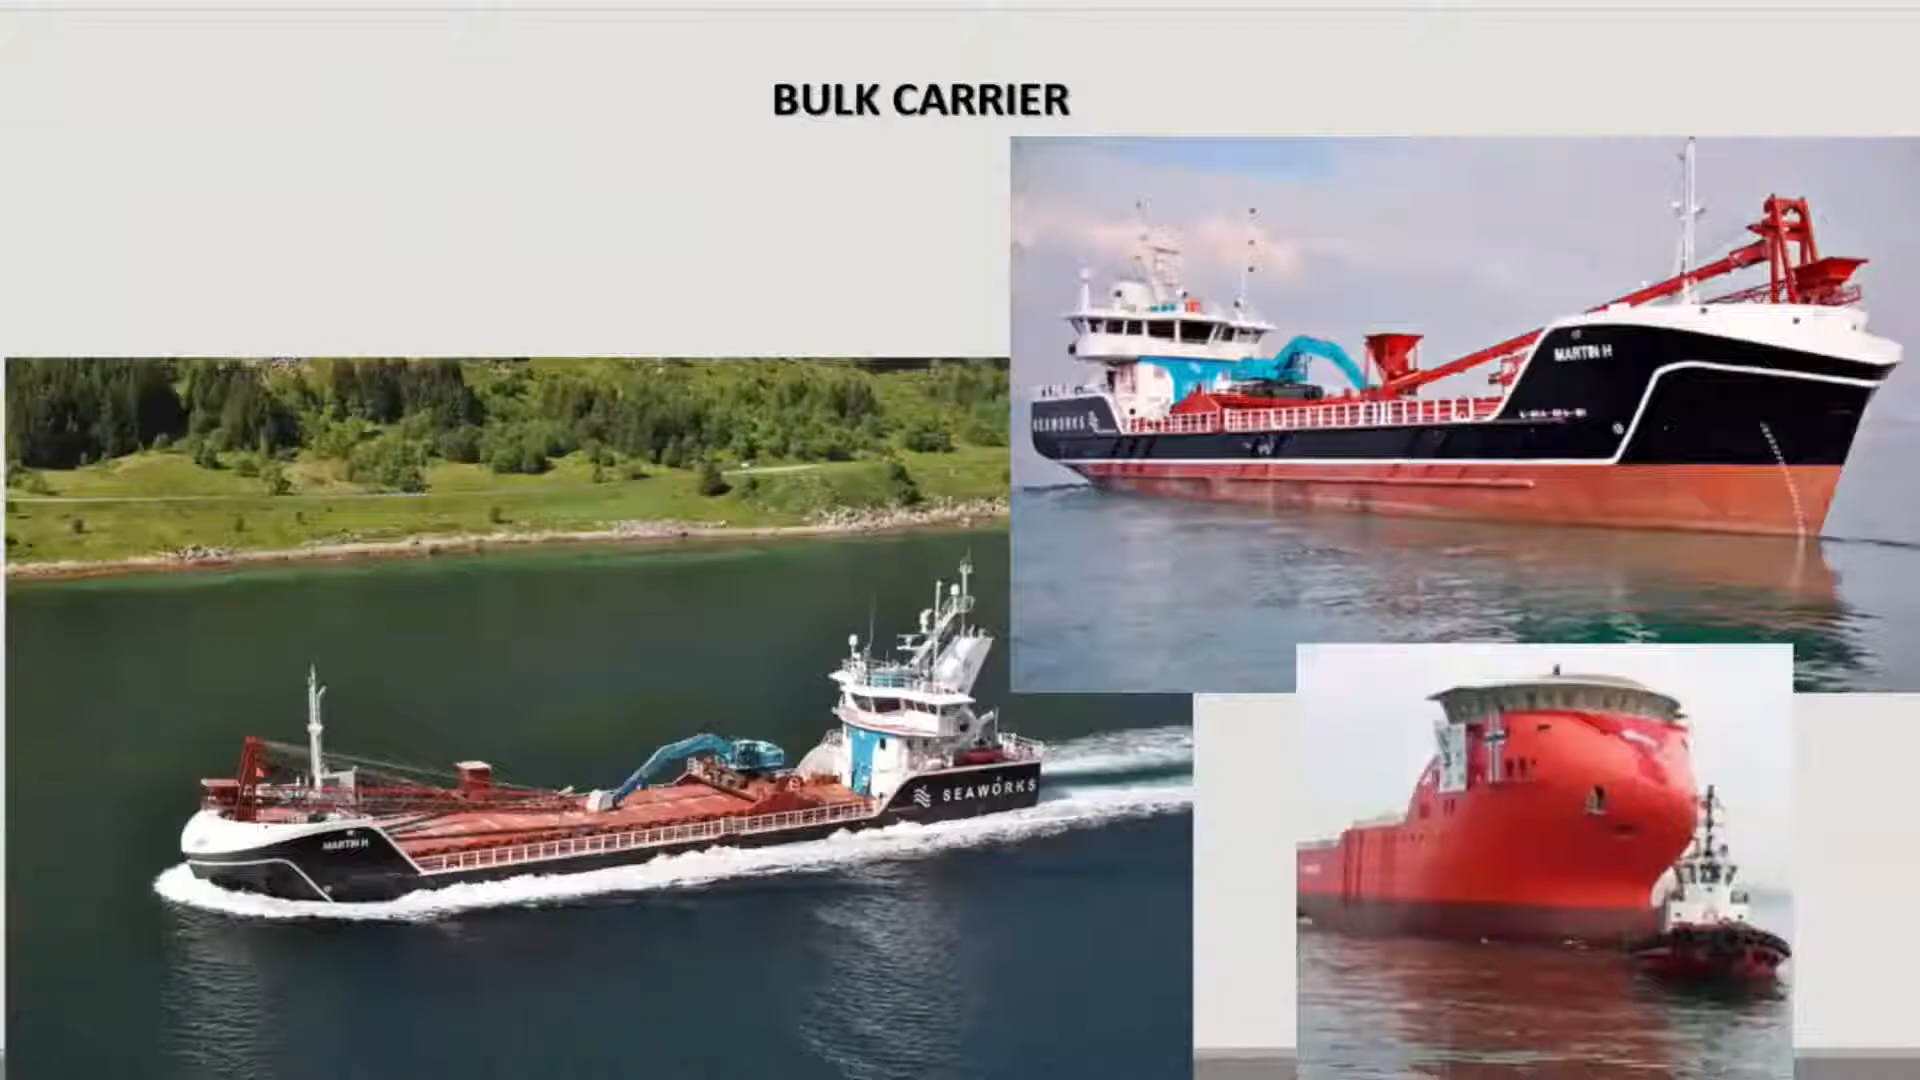 BULK CARRIER
MARTIN H
SEAWORKS
SEAWORKS
MARTIN H